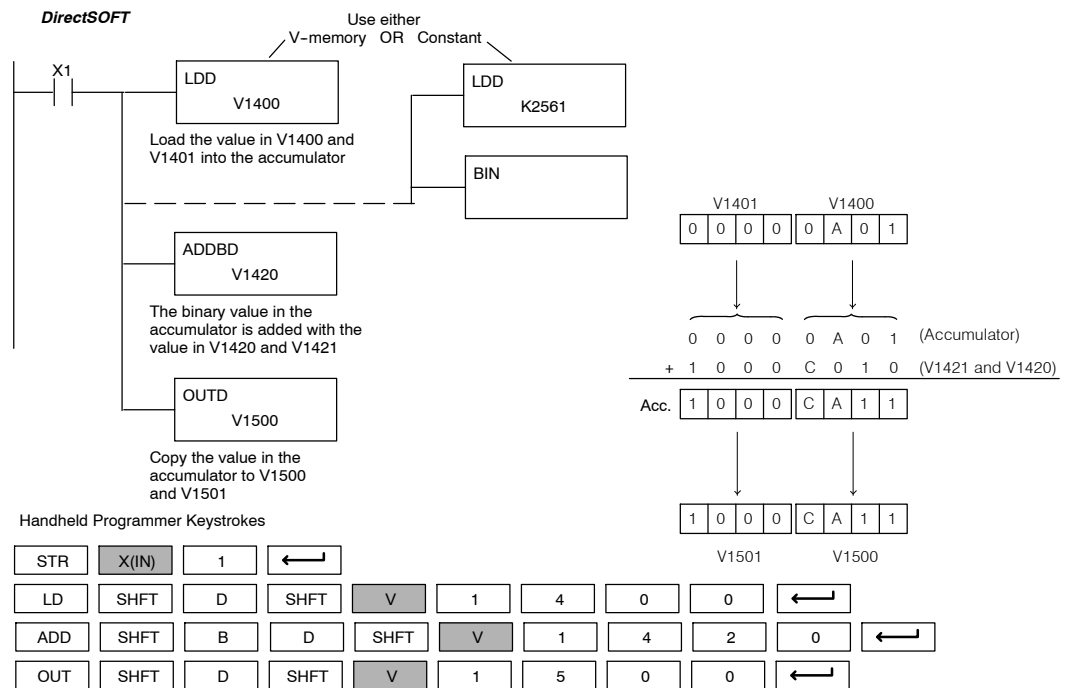 DirectSOFT
Use either
V-memory OR Constant
X1
LDD
V1400
Load the value in V1400 and
V1401 into the accumulator
LDD
K2561
BIN
ADDBD
V1420
The binary value in the
accumulator is added with the
value in V1420 and V1421
OUTD
V1500
Copy the value in the
accumulator to V1500
and V1501
V1401 V1400
0 0 0 0 0 A 0 1
0 0 0 0 0 A 0 1 (Accumulator)
+ 1 0 0 0 C 0 1 0 (V1421 and V1420)
Acc. 1 0 0 0 C A 1 1
1 0 0 0 C A 1 1
V1501 V1500
Handheld Programmer Keystrokes
STR X(IN) 1
LD SHFT D SHFT V 1 4 0 0
ADD SHFT B D SHFT V 1 4 2 0
OUT SHFT D SHFT V 1 5 0 0